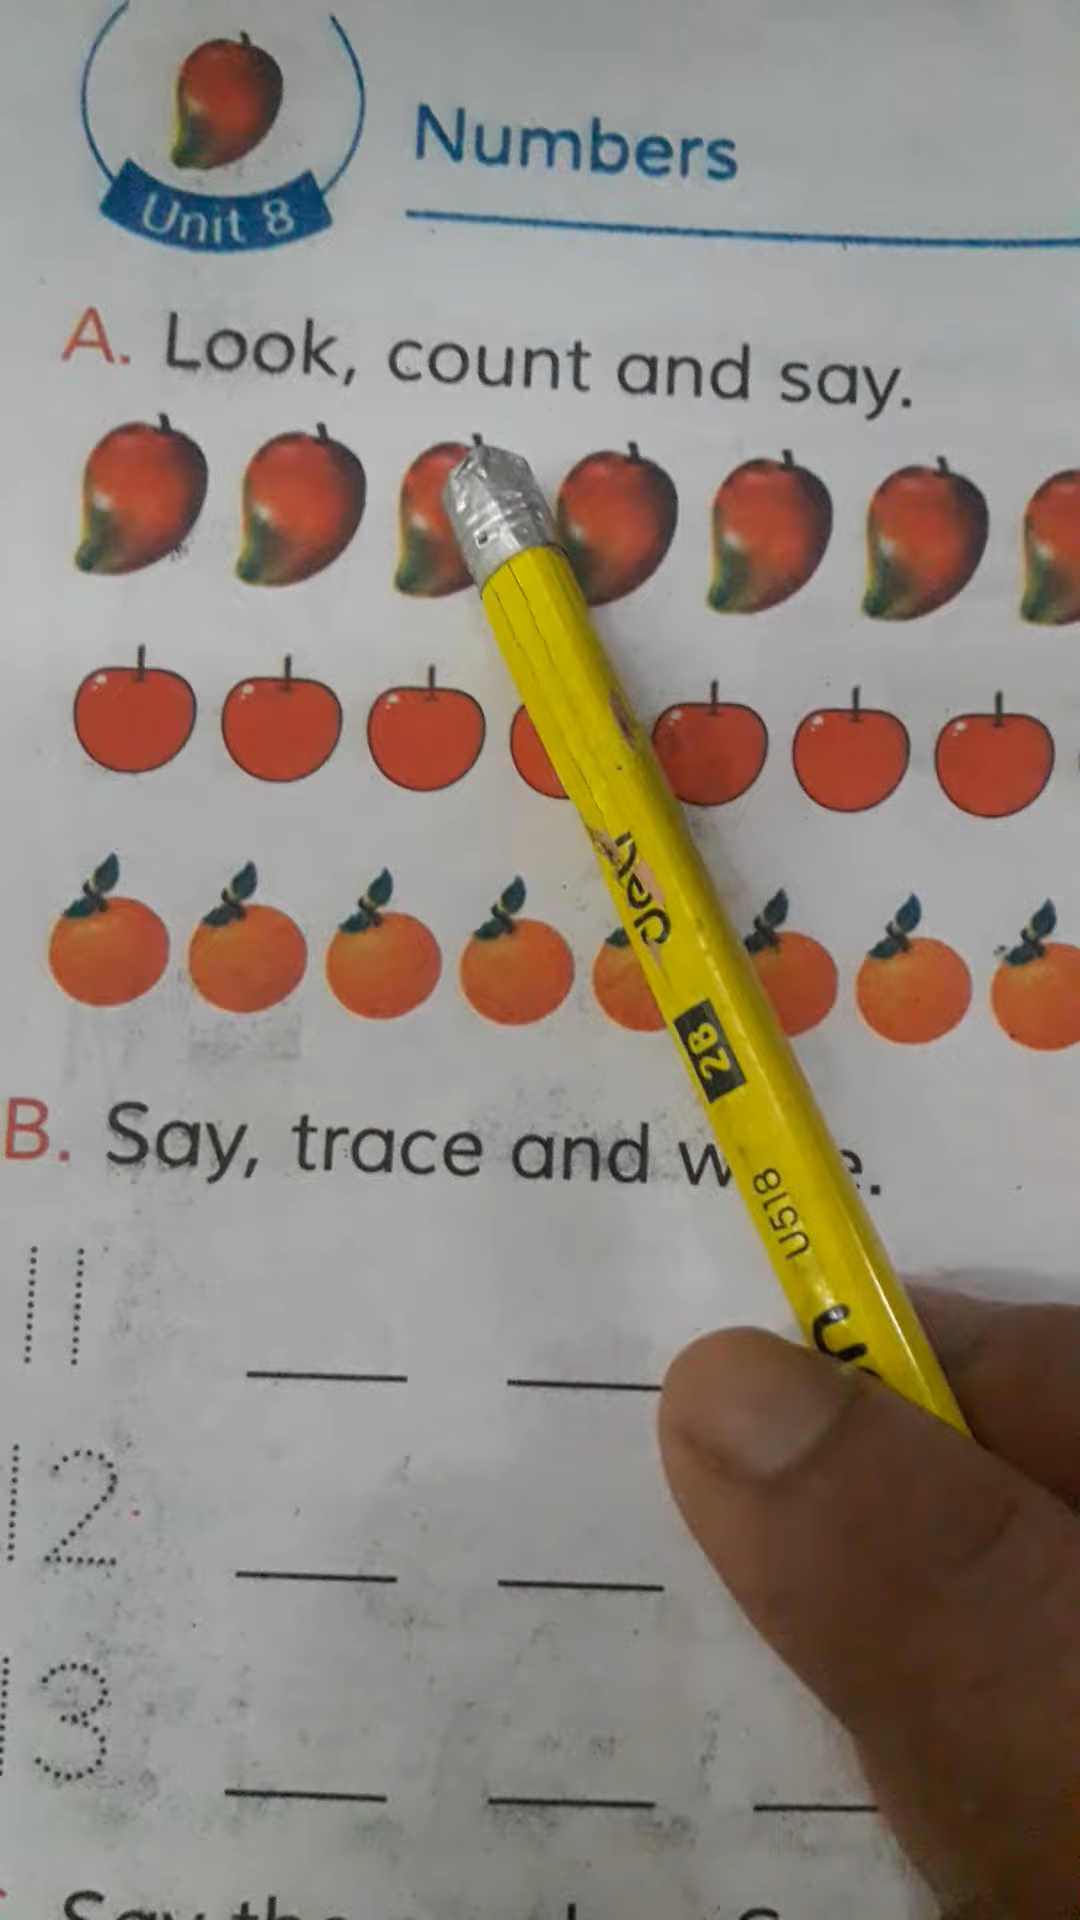 Numbers
Unit 8
A. Look, count and say.
B. Say, trace and
11
12
13
2B
U518